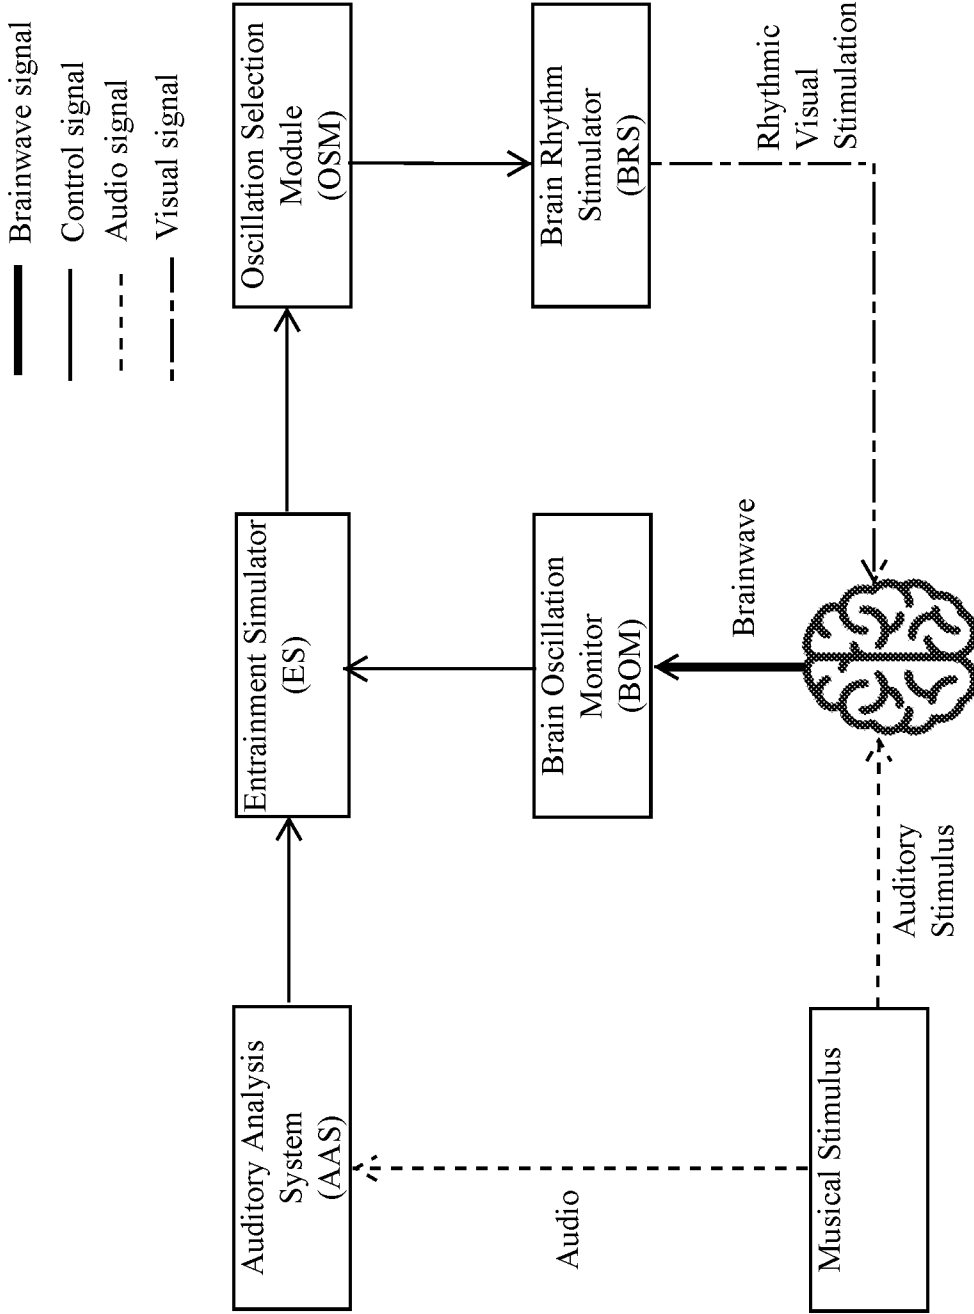 Brainwave signal
Control signal
Audio signal
Visual signal
Auditory Analysis
System
(AAS)
Entrainment Simulator
(ES)
Oscillation Selection
Module
(OSM)
Brain Oscillation
Monitor
(BOM)
Brain Rhythm
Stimulator
(BRS)
Audio
Brainwave
Rhythmic
Visual
Stimulation
Musical Stimulus
Auditory
Stimulus